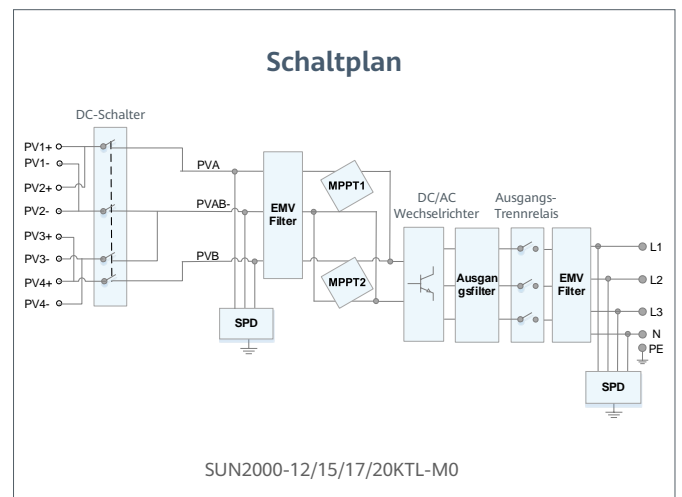 Schaltplan
DC-Schalter
PV1+
PV1-
PV2+
PV2-
PV3+
PV3-
PV4+
PV4-
PVA
PVAB-
PVB
EMV
Filter
SPD
MPPT1
MPPT2
DC/AC
Wechselrichter
Ausgan
gsfilter
Ausgangs-
Trennrelais
EMV
Filter
L1
L2
L3
N
PE
SPD
SUN2000-12/15/17/20KTL-M0